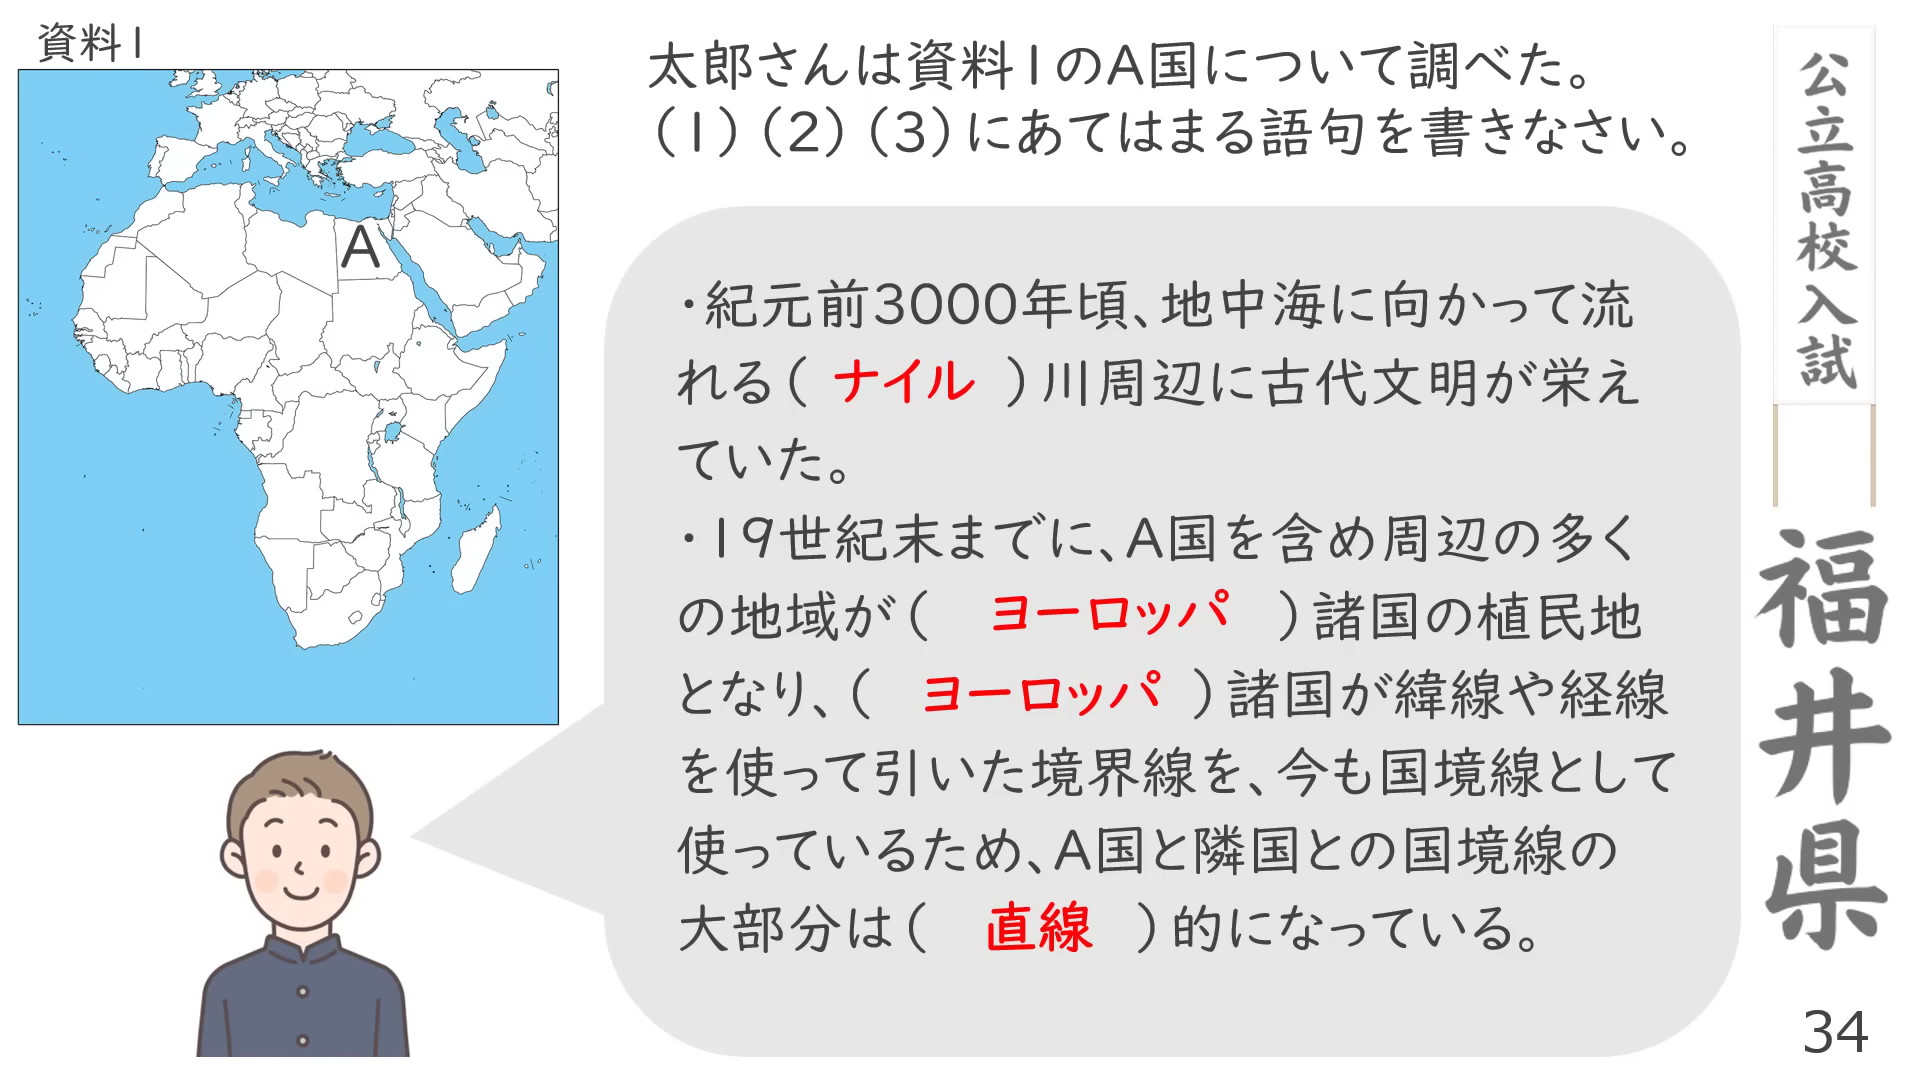 資料1
A
太郎さんは資料1のA国について調べた。
(1)(2)(3)にあてはまる語句を書きなさい。
・紀元前3000年頃、地中海に向かって流
れる( ナイル )川周辺に古代文明が栄え
ていた。
・19世紀末までに、A国を含め周辺の多く
の地域が( ヨーロッパ )諸国の植民地
となり、( ヨーロッパ )諸国が緯線や経線
を使って引いた境界線を、今も国境線として
使っているため、A国と隣国との国境線の
大部分は( 直線 )的になっている。
公立高校入試
福井県
34